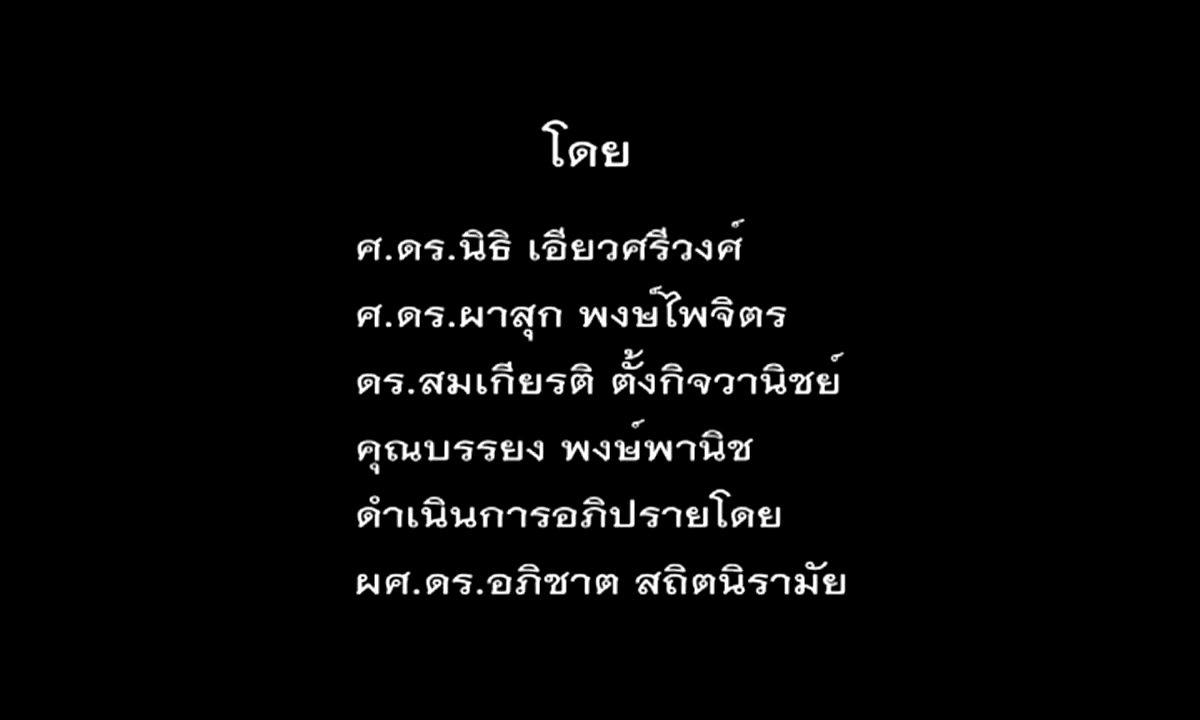 โดย
ศ.ดร.นิธิ เอียวศรีวงศ์
ศ.ดร.ผาสุก พงษ์ไพจิตร
ดร.สมเกียรติ ตั้งกิจวานิชย์
คุณบรรยง พงษ์พานิช
ดำเนินการอภิปรายโดย
ผศ.ดร.อภิชาต สถิตนิรามัย